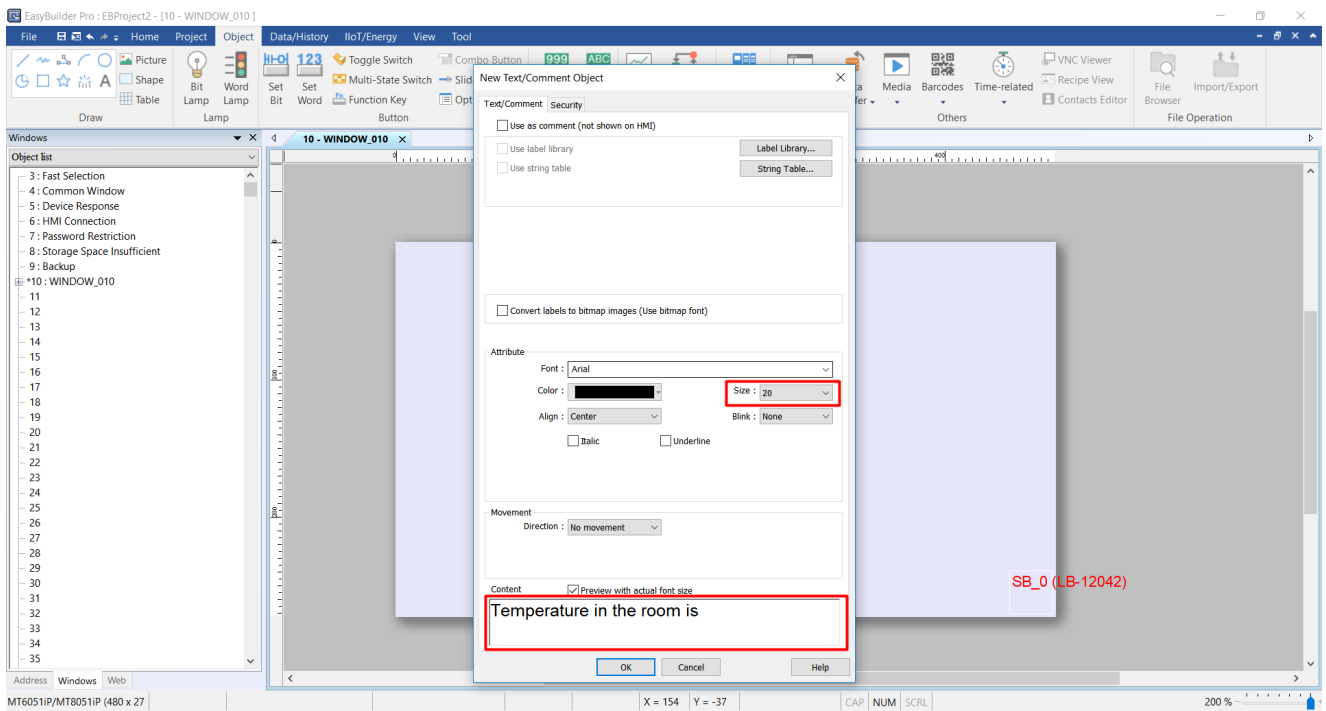 EasyBuilder Pro : EBProject2 - [10 - WINDOW_010 ]
File Home Project Object Data/History IIoT/Energy View Tool
Picture
Shape
Table
Draw
Bit Lamp
Word Lamp
Lamp
Set Bit
Set Word
Toggle Switch
Multi-State Switch
Function Key
Combo Button
Button
Media
Barcodes
Time-related
VNC Viewer
Recipe View
Contacts Editor
Others
File Browser
Import/Export
File Operation
Windows
10 - WINDOW_010
Object list
3 : Fast Selection
4 : Common Window
5 : Device Response
6 : HMI Connection
7 : Password Restriction
8 : Storage Space Insufficient
9 : Backup
*10 : WINDOW_010
11
12
13
14
15
16
17
18
19
20
21
22
23
24
25
26
27
28
29
30
31
32
33
34
35
Address Windows Web
New Text/Comment Object
Text/Comment Security
Use as comment (not shown on HMI)
Use label library
Label Library...
Use string table
String Table...
Convert labels to bitmap images (Use bitmap font)
Attribute
Font : Arial
Color :
Size : 20
Align : Center
Blink : None
Italic
Underline
Movement
Direction : No movement
Content
Preview with actual font size
Temperature in the room is
OK Cancel Help
SB_0 (LB-12042)
MT6051iP/MT8051iP (480 x 27
X = 154 Y = -37
CAP NUM SCRL
200 %